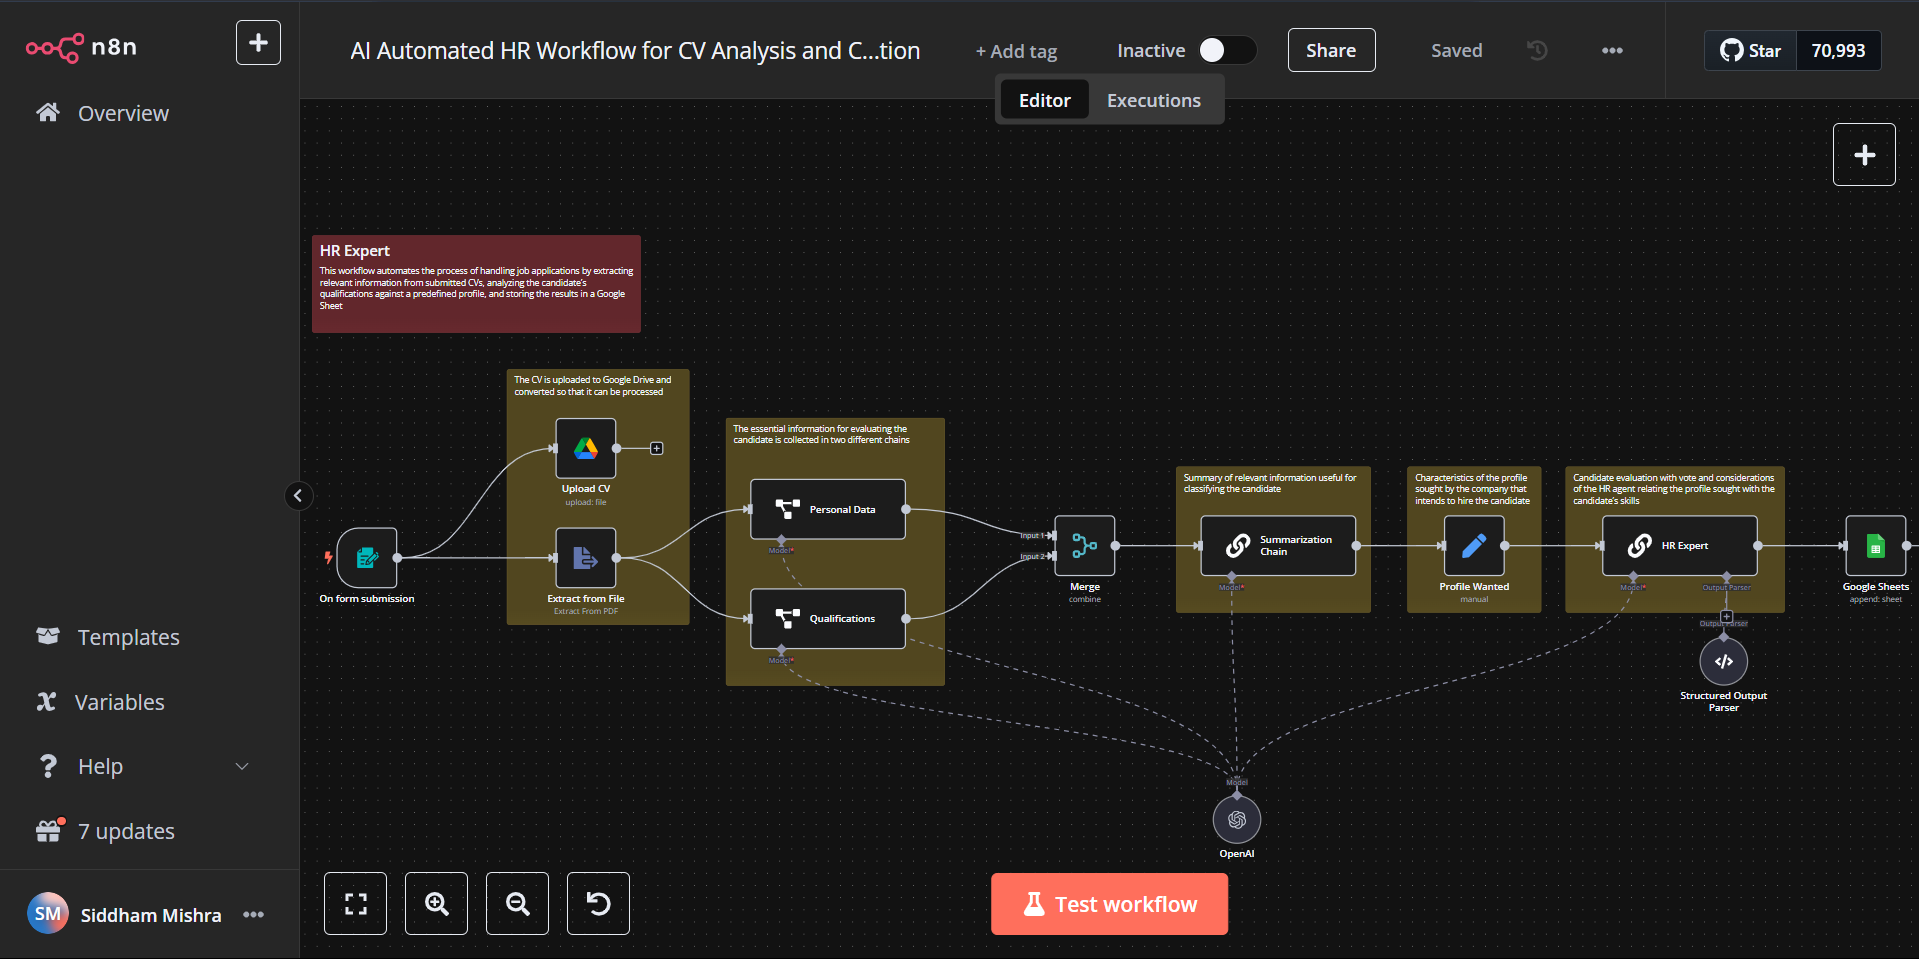 n8n
AI Automated HR Workflow for CV Analysis and C...tion
+ Add tag
Inactive
Share
Saved
Star
70,993
Editor
Executions
Overview
HR Expert
This workflow automates the process of handling job applications by extracting
relevant information from submitted CVs, analyzing the candidate's
qualifications against a predefined profile, and storing the results in a Google
Sheet
The CV is uploaded to Google Drive and
converted so that it can be processed
Upload CV
upload: file
On form submission
Extract from File
Extract From PDF
The essential information for evaluating the
candidate is collected in two different chains
Personal Data
Model*
Qualifications
Model*
Input 1
Input 2
Merge
combine
Summary of relevant information useful for
classifying the candidate
Summarization
Chain
Model*
Characteristics of the profile
sought by the company that
intends to hire the candidate
Profile Wanted
manual
Candidate evaluation with vote and considerations
of the HR agent relating the profile sought with the
candidate's skills
HR Expert
Model*
Output Parser
Output Parser
Structured Output
Parser
Google Sheets
append: sheet
Model
OpenAI
Templates
Variables
Help
7 updates
SM
Siddham Mishra
Test workflow